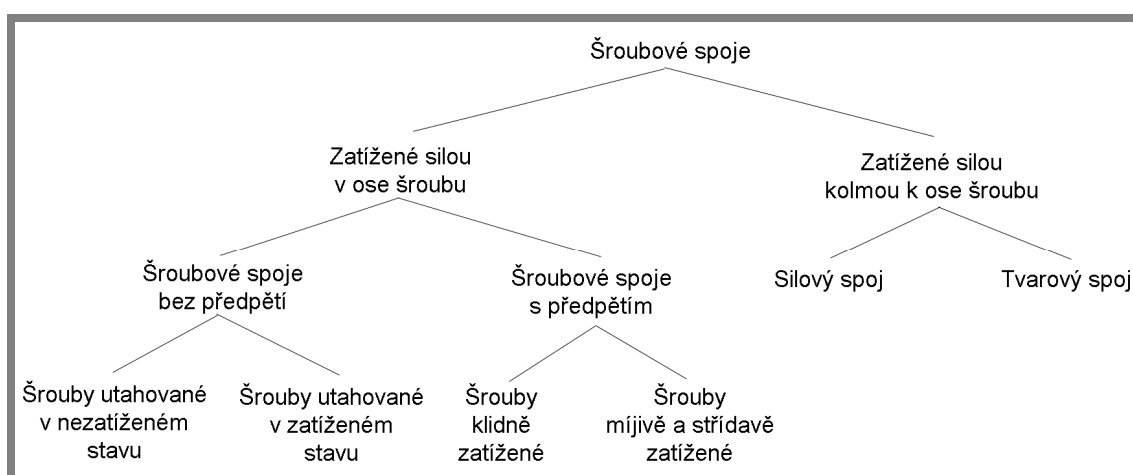 Šroubové spoje
Zatížené silou
v ose šroubu
Zatížené silou
kolmou k ose šroubu
Šroubové spoje
bez předpětí
Šroubové spoje
s předpětím
Silový spoj
Tvarový spoj
Šrouby utahované
v nezatíženém
stavu
Šrouby utahované
v zatíženém
stavu
Šrouby
klidně
zatížené
Šrouby
míjivě a střídavě
zatížené